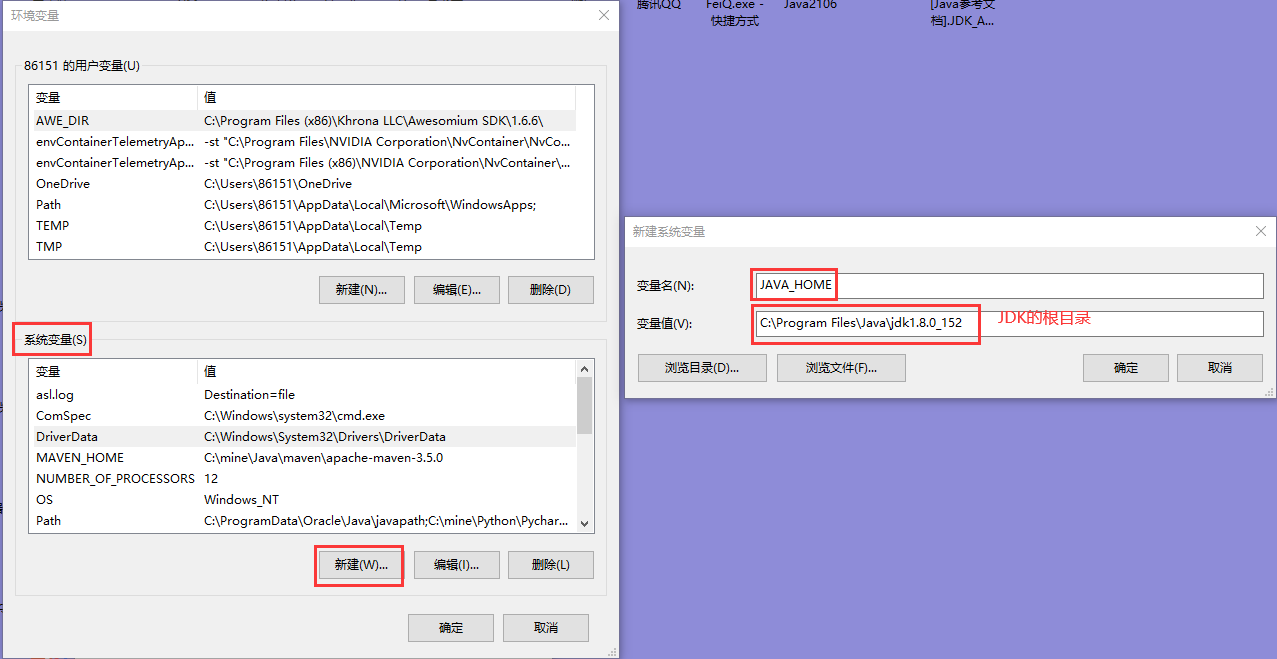 腾讯QQ
FeiQ.exe -
快捷方式
Java2106
[Java参考文
档].JDK_A...
环境变量
86151 的用户变量(U)
变量 值
AWE_DIR C:\Program Files (x86)\Khrona LLC\Awesomium SDK\1.6.6\
envContainerTelemetryAp... -st "C:\Program Files\NVIDIA Corporation\NvContainer\NvCo...
envContainerTelemetryAp... -st "C:\Program Files (x86)\NVIDIA Corporation\NvContainer\...
OneDrive C:\Users\86151\OneDrive
Path C:\Users\86151\AppData\Local\Microsoft\WindowsApps;
TEMP C:\Users\86151\AppData\Local\Temp
TMP C:\Users\86151\AppData\Local\Temp
新建(N)... 编辑(E)... 删除(D)
系统变量(S)
变量 值
asl.log Destination=file
ComSpec C:\Windows\system32\cmd.exe
DriverData C:\Windows\System32\Drivers\DriverData
MAVEN_HOME C:\mine\Java\maven\apache-maven-3.5.0
NUMBER_OF_PROCESSORS 12
OS Windows_NT
Path C:\ProgramData\Oracle\Java\javapath;C:\mine\Python\Pychar...
新建(W)... 编辑(I)... 删除(L)
确定 取消
新建系统变量
变量名(N): JAVA_HOME
变量值(V): C:\Program Files\Java\jdk1.8.0_152 JDK的根目录
浏览目录(D)... 浏览文件(F)... 确定 取消